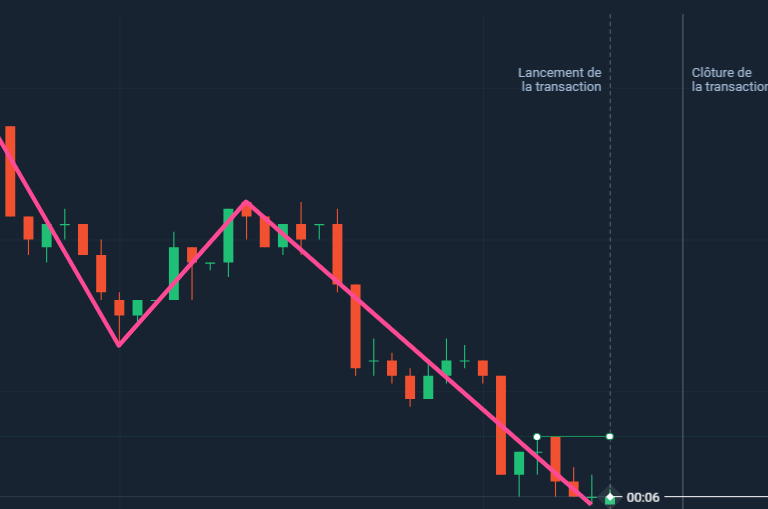 Lancement de
la transaction
Clôture de
la transaction
00:06